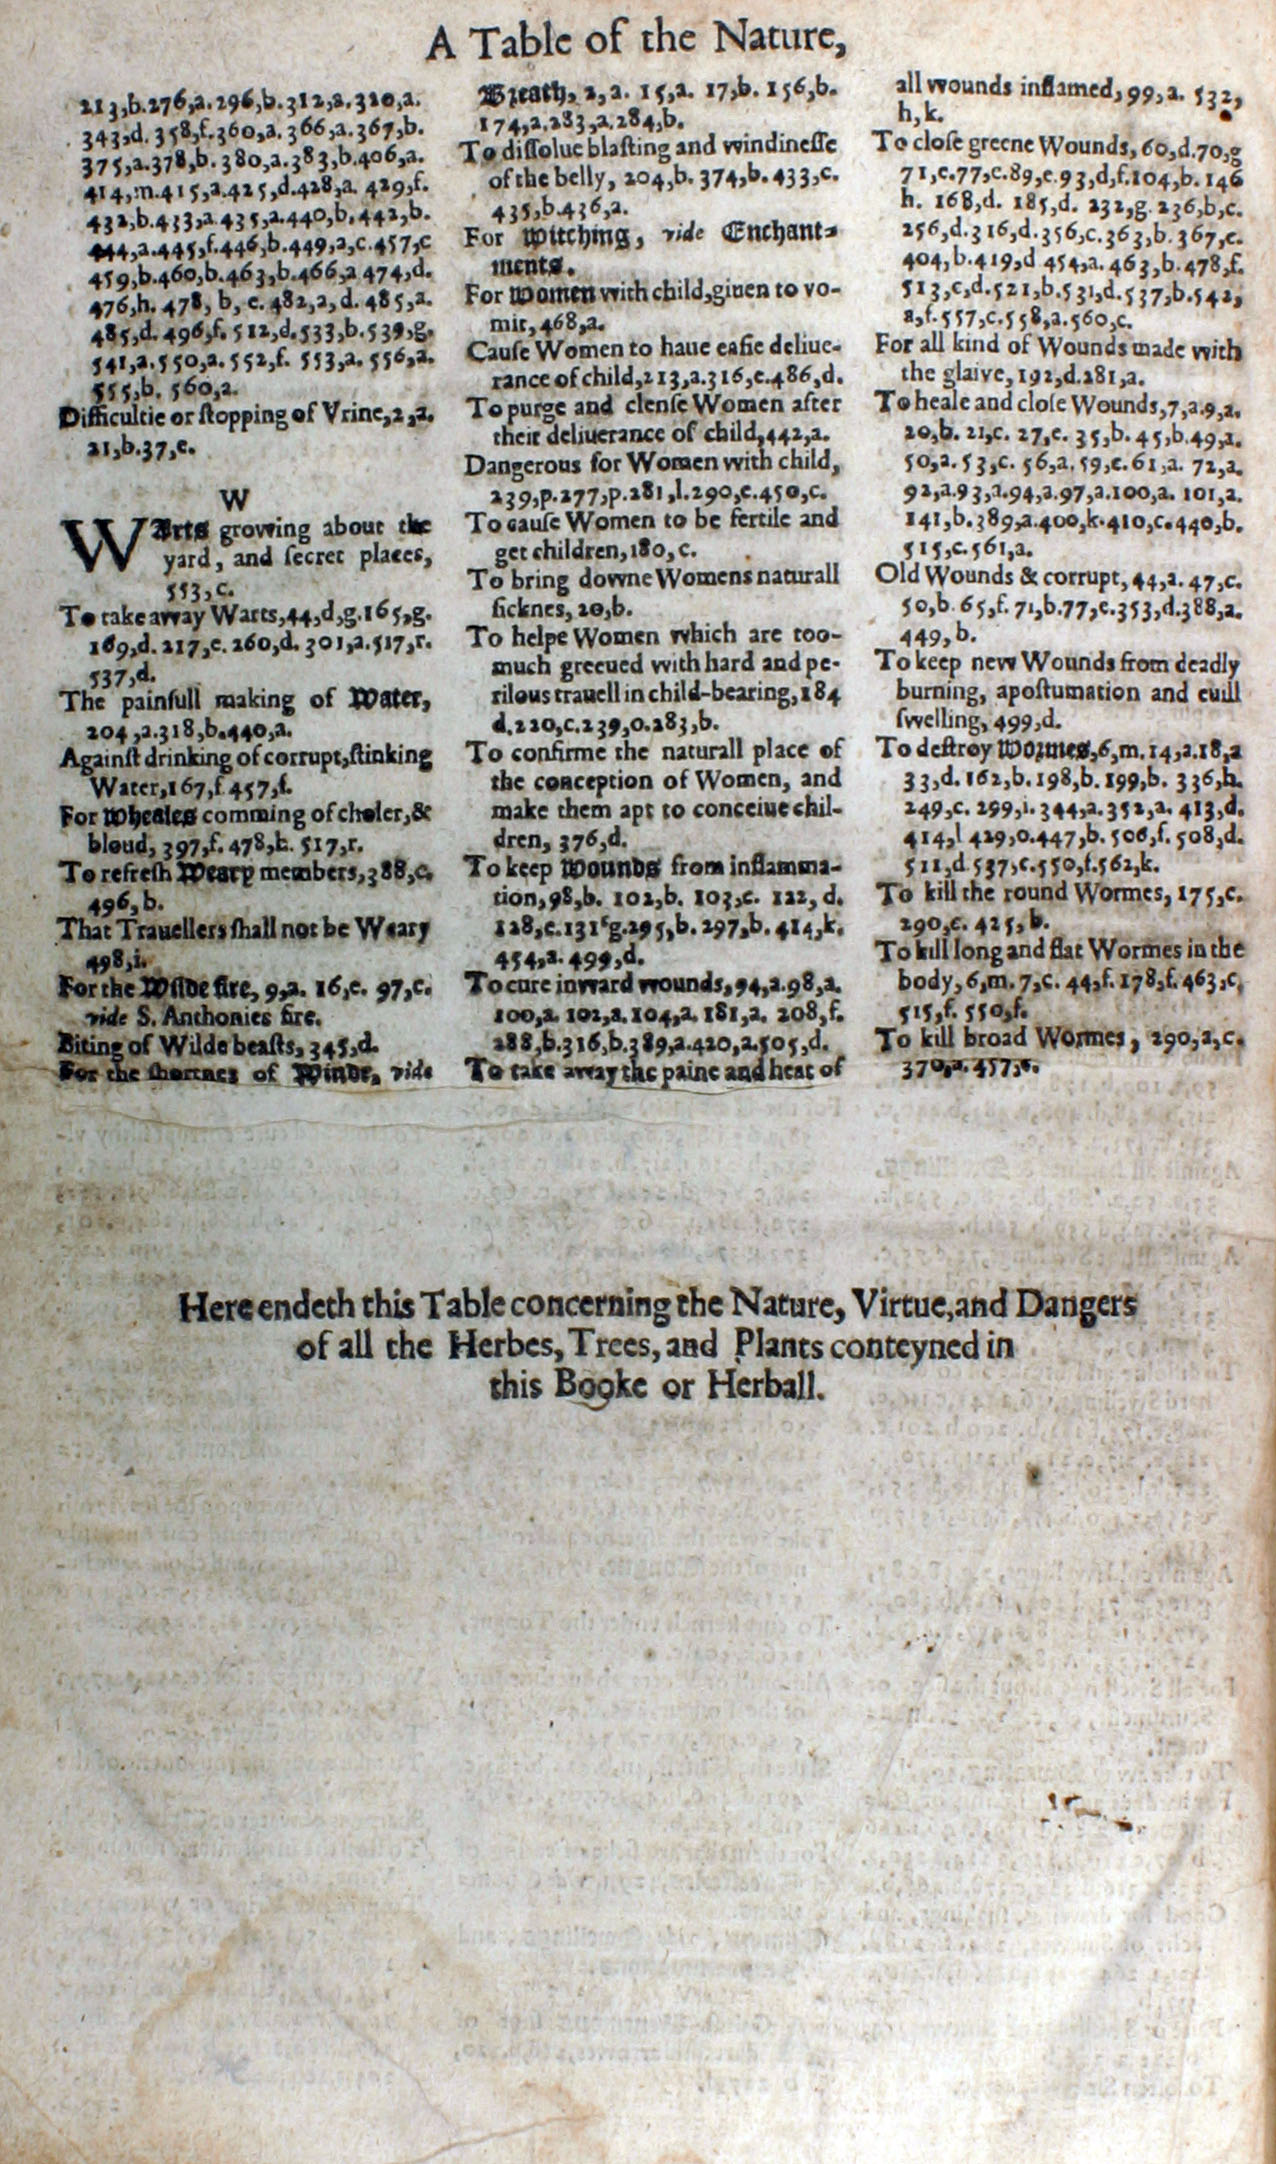 A Table of the Nature,
213,b.276,a.296,b.312,a.320,a.
343,d. 358,f.360,a.366,a.367,b.
375,a.378,b.380,a.383,b.406,a.
414,m.415,a.425,d.428,a. 429,f.
432,b.433,a.435,a.440,b.442,b.
444,a.445,f.446,b.449,a,c.457,c
459,b.460,b.463,b.466,a 474,d.
476,h. 478, b, e. 482,a, d. 485,a.
485,d. 496,f. 512,d.533,b.539,g.
541,a.550,a. 552,f. 553,a. 556,a.
555,b. 560,a.
Difficultie or ſtopping of Vrine,2,a.
21,b.37,e.
W
WArts growing about the
yard, and ſecret places,
553,c.
To take away Warts,44,d,g.165,g.
169,d. 217,e. 260,d. 301,a.517,r.
537,d.
The painfull making of Water,
204,a.318,b.440,a.
Againſt drinking of corrupt,ſtinking
Water,167,f.457,f.
For Wheales comming of choler,&
bloud, 397,f. 478,h. 517,r.
To refreſh Weary members,388,c.
496,b.
That Trauellers ſhall not be Weary
498,i.
For the Wilde fire, 9,a. 16,e. 97,c.
vide S. Anthonies fire.
Biting of Wilde beaſts, 345,d.
For the ſhortnes of Winde, vide
Breath, 2,a. 15,a. 17,b. 156,b.
174,a.283,a.284,b.
To diſſolue blaſting and windineſſe
of the belly, 204,b. 374,b.433,c.
435,b.436,a.
For Witching, vide Enchant-
ments.
For Women with child,giuen to vo-
mit,468,a.
Cauſe Women to haue eaſie deliue-
rance of child,213,a.316,e.486,d.
To purge and clenſe Women after
their deliuerance of child,442,a.
Dangerous for Women with child,
239,p.277,p.281,l.290,e.450,c.
To cauſe Women to be fertile and
get children,180,c.
To bring downe Womens naturall
ſicknes,20,b.
To helpe Women which are too-
much greeued with hard and pe-
rilous trauell in child-bearing,184
d.220,c.239,o.283,b.
To confirme the naturall place of
the conception of Women, and
make them apt to conceiue chil-
dren, 376,d.
To keep Wounds from inflamma-
tion,98,b. 102,b. 103,c. 122, d.
128,e.131,g.295,b.297,b.414,k.
454,a. 499,d.
To cure inward wounds,94,a.98,a.
100,a. 102,a.104,a.181,a. 208,f.
288,b.316,b.389,a.420,a.505,d.
To take away the paine and heat of
all wounds inflamed,99,a. 532,
h,k.
To cloſe greene Wounds,60,d.70,g
71,e.77,c.89,e.93,d,f.104,b. 146
h. 168,d. 185,d. 232,g. 236,b,c.
256,d.316,d.356,c.363,b.367,c.
404,b.419,d 454,a. 463,b.478,f.
513,c,d.521,b.531,d.537,b.542,
a,f.557,c.558,a.560,c.
For all kind of Wounds made with
the glaive,192,d.281,a.
To heale and cloſe Wounds,7,a.9,a.
20,b. 21,c. 27,e. 35,b.45,b.49,a.
50,a.53,c. 56,a.59,e.61,a. 72,a.
92,a.93,a.94,a.97,a.100,a. 101,a.
141,b.389,a.400,k.410,c.440,b.
515,c.561,a.
Old Wounds & corrupt,44,a. 47,c.
50,b.65,f. 71,b.77,e.353,d.388,a.
449,b.
To keep new Wounds from deadly
burning, apoſtumation and euill
ſwelling,499,d.
To deſtroy Wormes,6,m.14,a.18,a
33,d. 162,b.198,b. 199,b. 336,h.
249,c. 299,i.344,a.352,a. 413,d.
414,l 429,o.447,b. 506,f. 508,d.
511,d.537,c.550,f.562,k.
To kill the round Wormes,175,c.
290,e. 425,b.
To kill long and flat Wormes in the
body,6,m.7,c. 44,f.178,f.463,c,
515,f. 550,f.
To kill broad Wormes, 290,a,c.
370,a.457,e.
Here endeth this Table concerning the Nature, Virtue,and Dangers
of all the Herbes, Trees, and Plants conteyned in
this Booke or Herball.